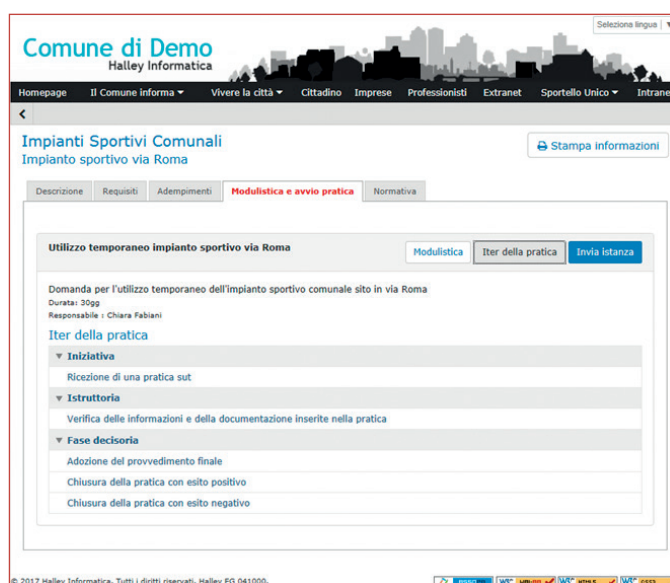 Seleziona lingua
Comune di Demo
Halley Informatica
Homepage Il Comune informa Vivere la città Cittadino Imprese Professionisti Extranet Sportello Unico Intrane
Impianti Sportivi Comunali
Impianto sportivo via Roma
Stampa informazioni
Descrizione Requisiti Adempimenti Modulistica e avvio pratica Normativa
Utilizzo temporaneo impianto sportivo via Roma
Modulistica Iter della pratica Invia istanza
Domanda per l'utilizzo temporaneo dell'impianto sportivo comunale sito in via Roma
Durata: 30gg
Responsabile : Chiara Fabiani
Iter della pratica
Iniziativa
Ricezione di una pratica sut
Istruttoria
Verifica delle informazioni e della documentazione inserite nella pratica
Fase decisoria
Adozione del provvedimento finale
Chiusura della pratica con esito positivo
Chiusura della pratica con esito negativo
© 2017 Halley Informatica. Tutti i diritti riservati. Halley EG 041000.